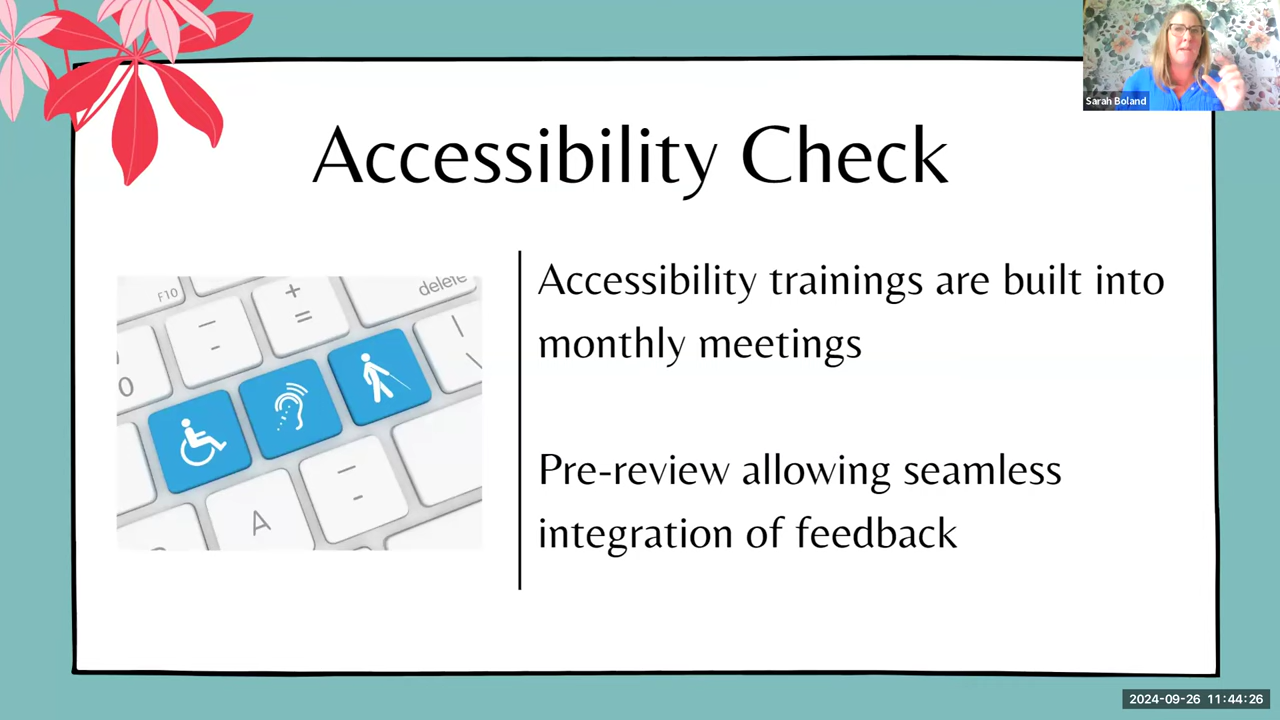 Sarah Boland
Accessibility Check
Accessibility trainings are built into
monthly meetings
Pre-review allowing seamless
integration of feedback
F10
delete
+
=
-
-
0
|
\
A
-
-
2024-09-26 11:44:26